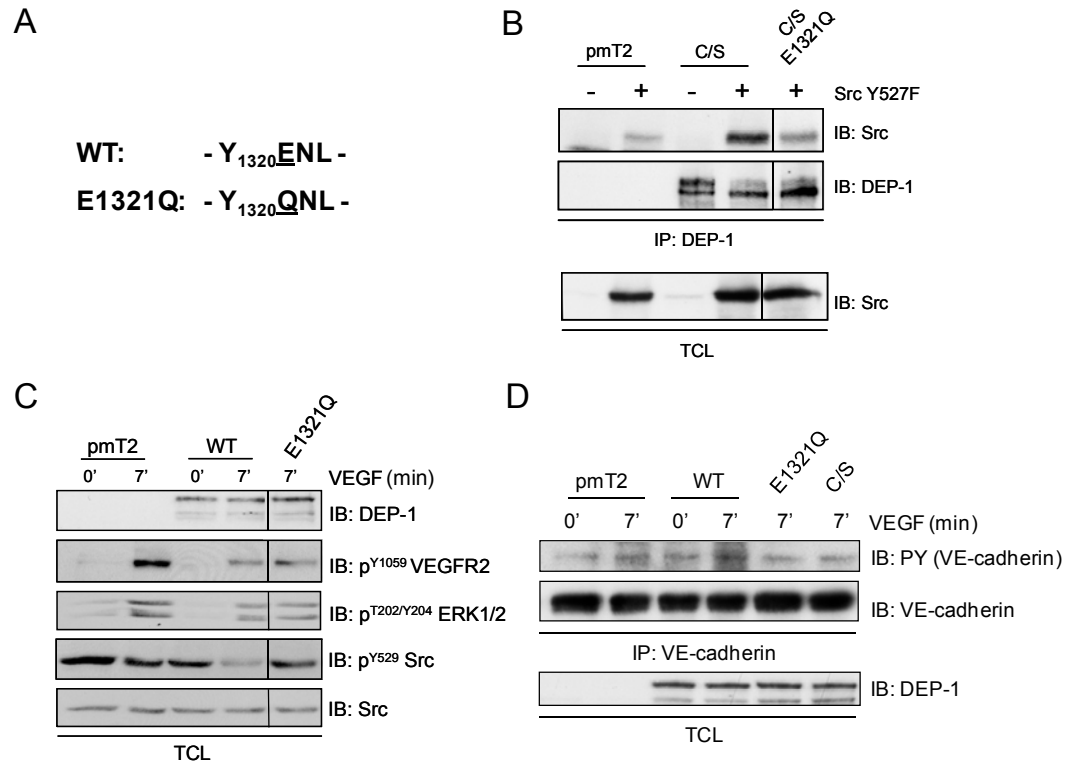 A
WT: - Y1320ENL -
E1321Q: - Y1320QNL -
B
pmT2 C/S C/S E1321Q
- + - + + Src Y527F
IB: Src
IB: DEP-1
IP: DEP-1
IB: Src
TCL
C
pmT2 WT E1321Q
0’ 7’ 0’ 7’ 7’ VEGF (min)
IB: DEP-1
IB: pY1059 VEGFR2
IB: pT202/Y204 ERK1/2
IB: pY529 Src
IB: Src
TCL
D
pmT2 WT E1321Q C/S
0’ 7’ 0’ 7’ 7’ 7’ VEGF (min)
IB: PY (VE-cadherin)
IB: VE-cadherin
IP: VE-cadherin
IB: DEP-1
TCL